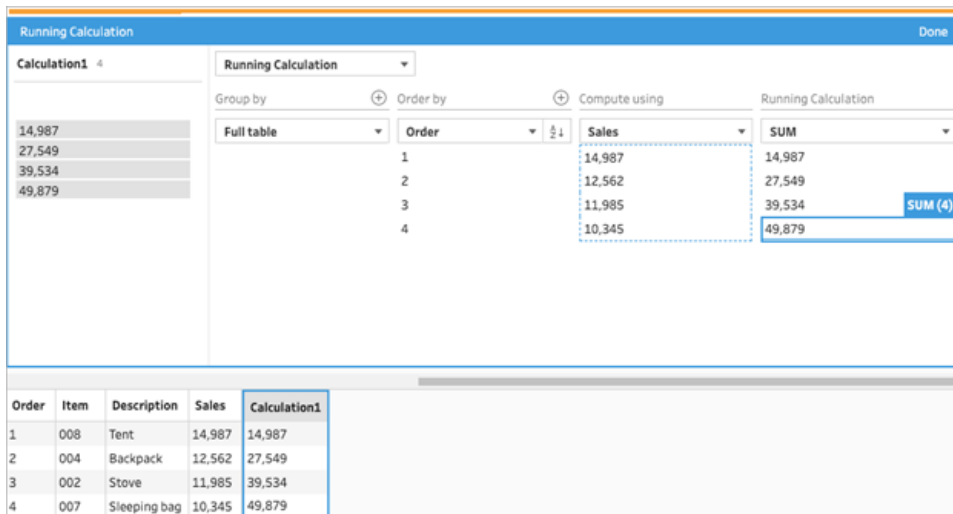 Running Calculation Done
Calculation1 4
Running Calculation
Group by Order by Compute using Running Calculation
Full table Order A Z Sales SUM
14,987
27,549
39,534
49,879
1 14,987 14,987
2 12,562 27,549
3 11,985 39,534 SUM (4)
4 10,345 49,879
Order Item Description Sales Calculation1
1 008 Tent 14,987 14,987
2 004 Backpack 12,562 27,549
3 002 Stove 11,985 39,534
4 007 Sleeping bag 10,345 49,879